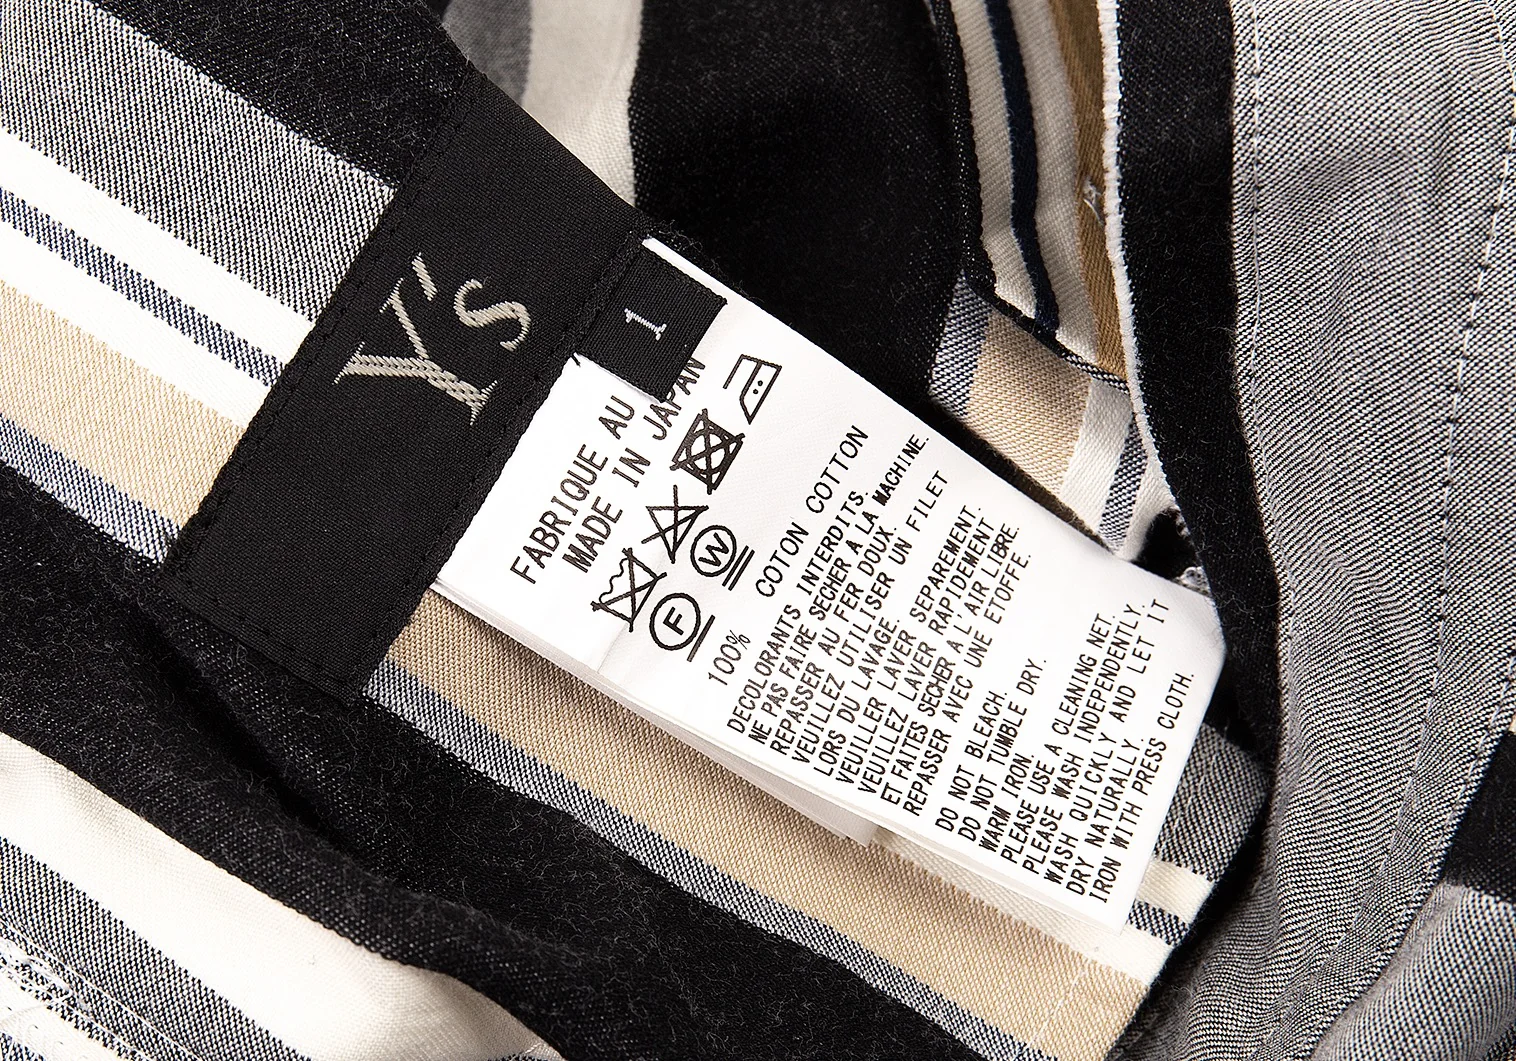 Y's
1
FABRIQUE AU
MADE IN JAPAN
W
F
100% COTON COTTON
DECOLORANTS INTERDITS.
NE PAS FAIRE SECHER A LA MACHINE.
REPASSER AU FER DOUX.
VEUILLEZ UTILISER UN FILET
LORS DU LAVAGE.
VEUILLER LAVER SEPAREMENT.
VEUILLEZ LAVER RAPIDEMENT
ET FAITES SECHER A L'AIR LIBRE.
REPASSER AVEC UNE ETOFFE.
DO NOT BLEACH.
DO NOT TUMBLE DRY.
WARM IRON.
PLEASE USE A CLEANING NET.
PLEASE WASH INDEPENDENTLY.
WASH QUICKLY AND LET IT
DRY NATURALLY.
IRON WITH PRESS CLOTH.